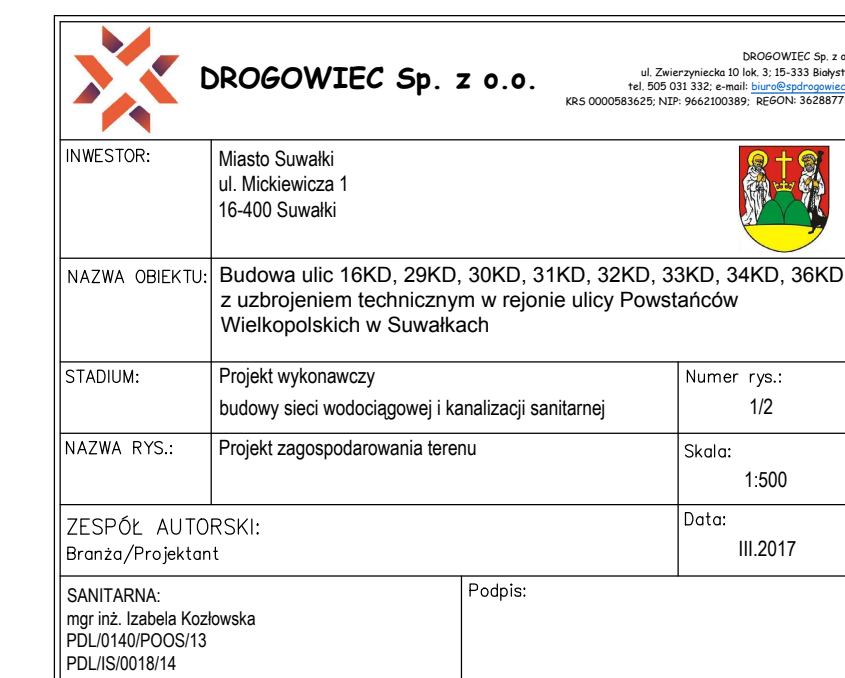 DROGOWIEC Sp. z o.o.
DROGOWIEC Sp. z o
ul. Zwierzyniecka 10 lok. 3; 15-333 Białyst
tel. 505 031 332; e-mail: biuro@spdrogowiec
KRS 0000583625; NIP: 9662100389; REGON: 3628877
INWESTOR:
Miasto Suwałki
ul. Mickiewicza 1
16-400 Suwałki
NAZWA OBIEKTU:
Budowa ulic 16KD, 29KD, 30KD, 31KD, 32KD, 33KD, 34KD, 36KD
z uzbrojeniem technicznym w rejonie ulicy Powstańców
Wielkopolskich w Suwałkach
STADIUM:
Projekt wykonawczy
budowy sieci wodociągowej i kanalizacji sanitarnej
Numer rys.:
1/2
NAZWA RYS.:
Projekt zagospodarowania terenu
Skala:
1:500
ZESPÓŁ AUTORSKI:
Branża/Projektant
Data:
III.2017
SANITARNA:
mgr inż. Izabela Kozłowska
PDL/0140/POOS/13
PDL/IS/0018/14
Podpis: